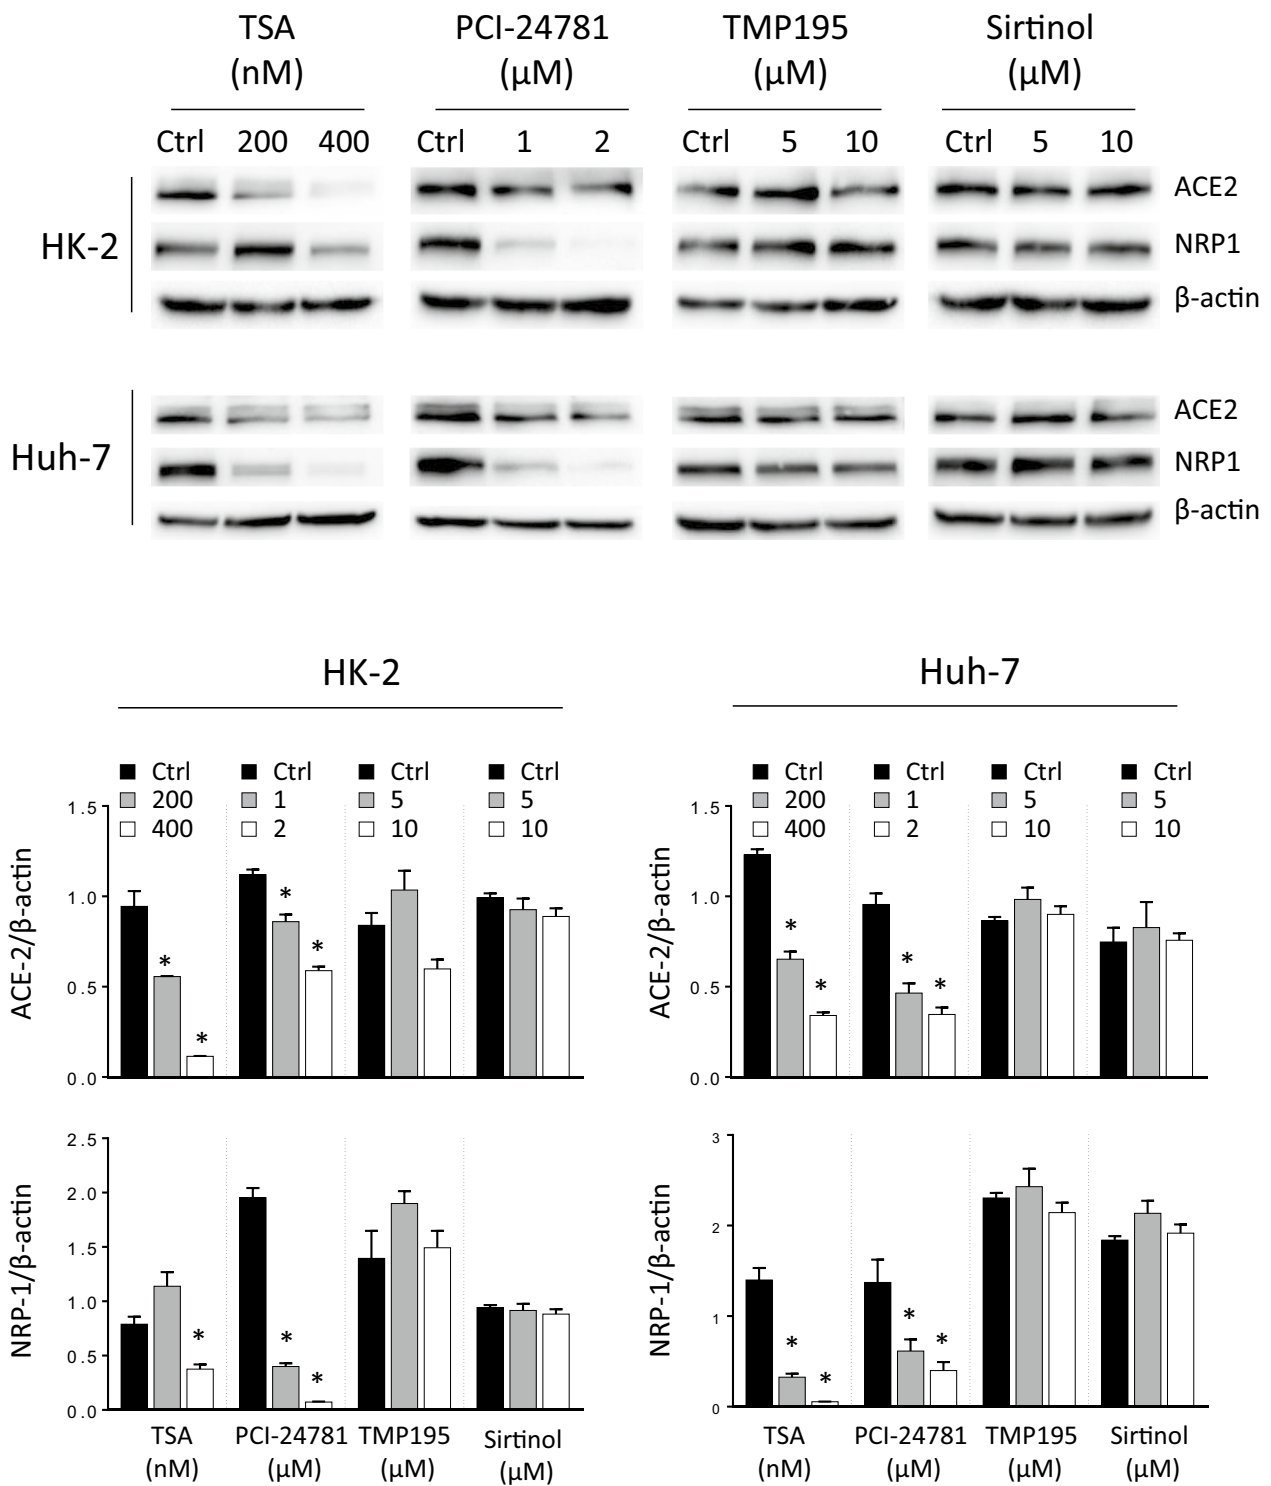 TSA PCI-24781 TMP195 Sirtinol
(nM) (μM) (μM) (μM)
Ctrl 200 400 Ctrl 1 2 Ctrl 5 10 Ctrl 5 10
ACE2
HK-2 NRP1
β-actin
ACE2
Huh-7 NRP1
β-actin
HK-2 Huh-7
Ctrl Ctrl Ctrl Ctrl Ctrl Ctrl Ctrl Ctrl
200 1 5 5 200 1 5 5
400 2 10 10 400 2 10 10
ACE-2/β-actin
1.5
1.0
0.5
0.0
* * * *
ACE-2/β-actin
1.5
1.0
0.5
0.0
* * * *
NRP-1/β-actin
2.5
2.0
1.5
1.0
0.5
0.0
* * *
NRP-1/β-actin
3
2
1
0
* * * *
TSA PCI-24781 TMP195 Sirtinol TSA PCI-24781 TMP195 Sirtinol
(nM) (μM) (μM) (μM) (nM) (μM) (μM) (μM)